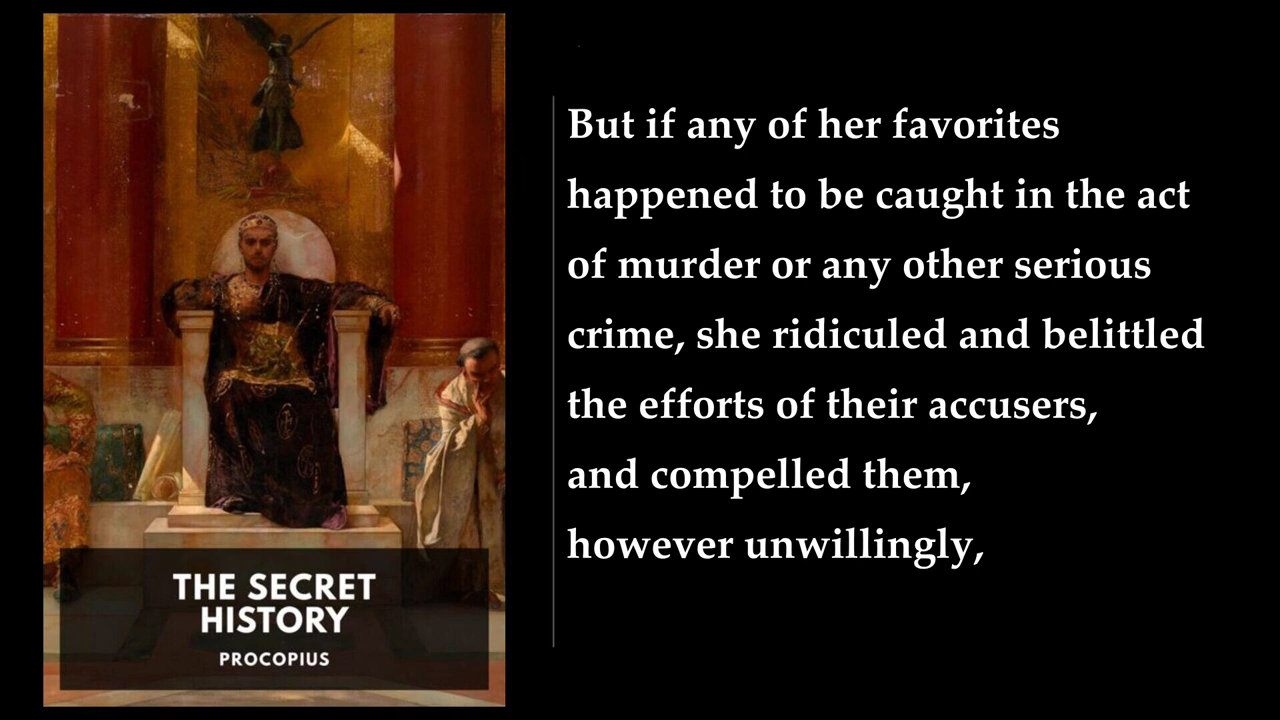 THE SECRET
HISTORY
PROCOPIUS
But if any of her favorites
happened to be caught in the act
of murder or any other serious
crime, she ridiculed and belittled
the efforts of their accusers,
and compelled them,
however unwillingly,